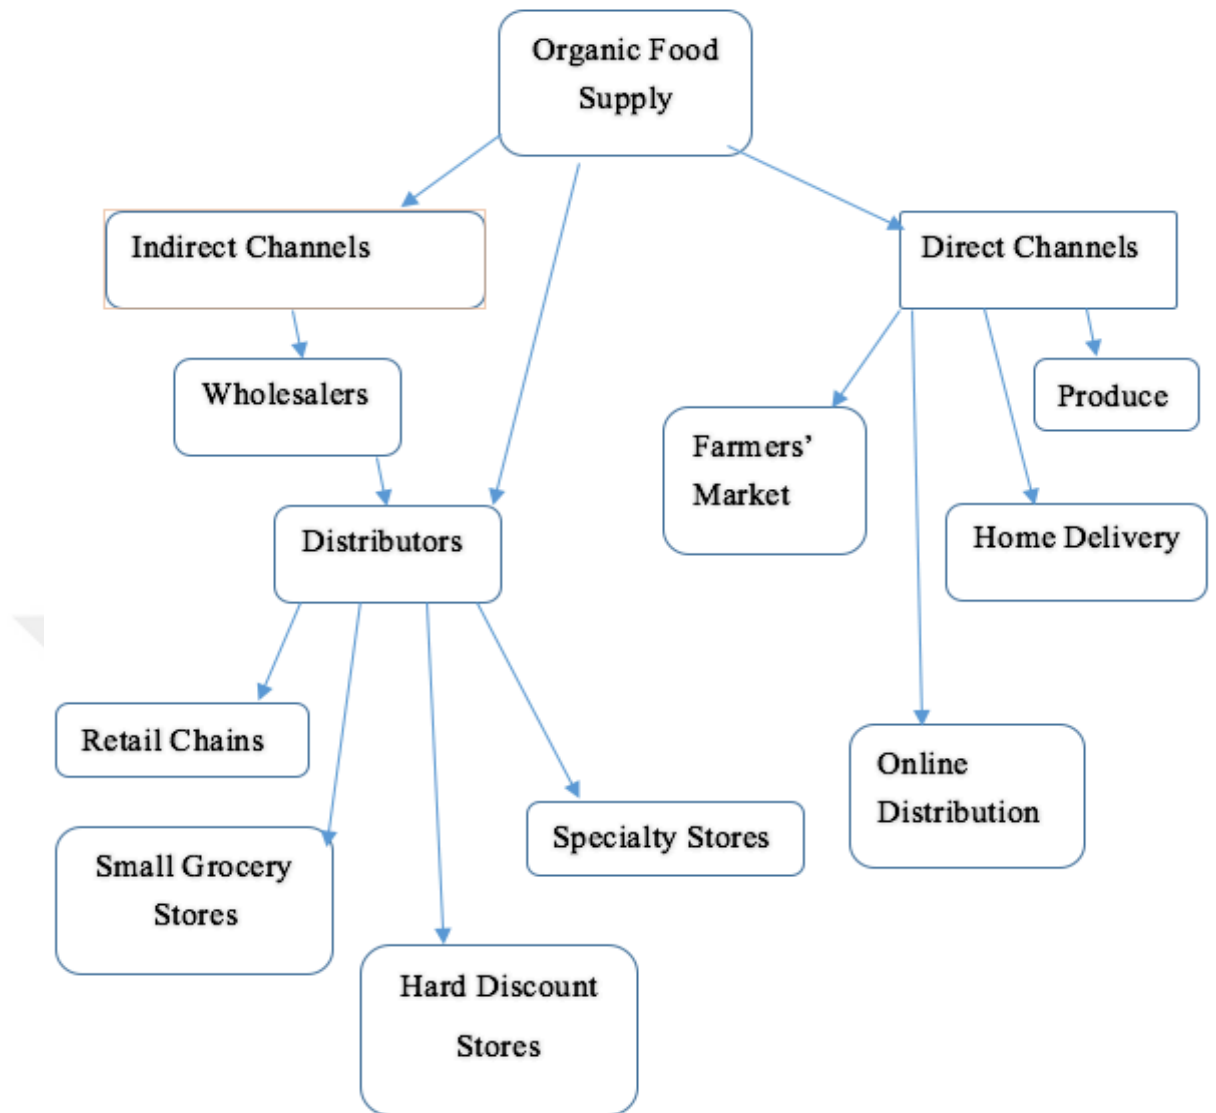 Organic Food
Supply
Indirect Channels
Direct Channels
Wholesalers
Produce
Farmers’
Market
Distributors
Home Delivery
Retail Chains
Online
Distribution
Specialty Stores
Small Grocery
Stores
Hard Discount
Stores